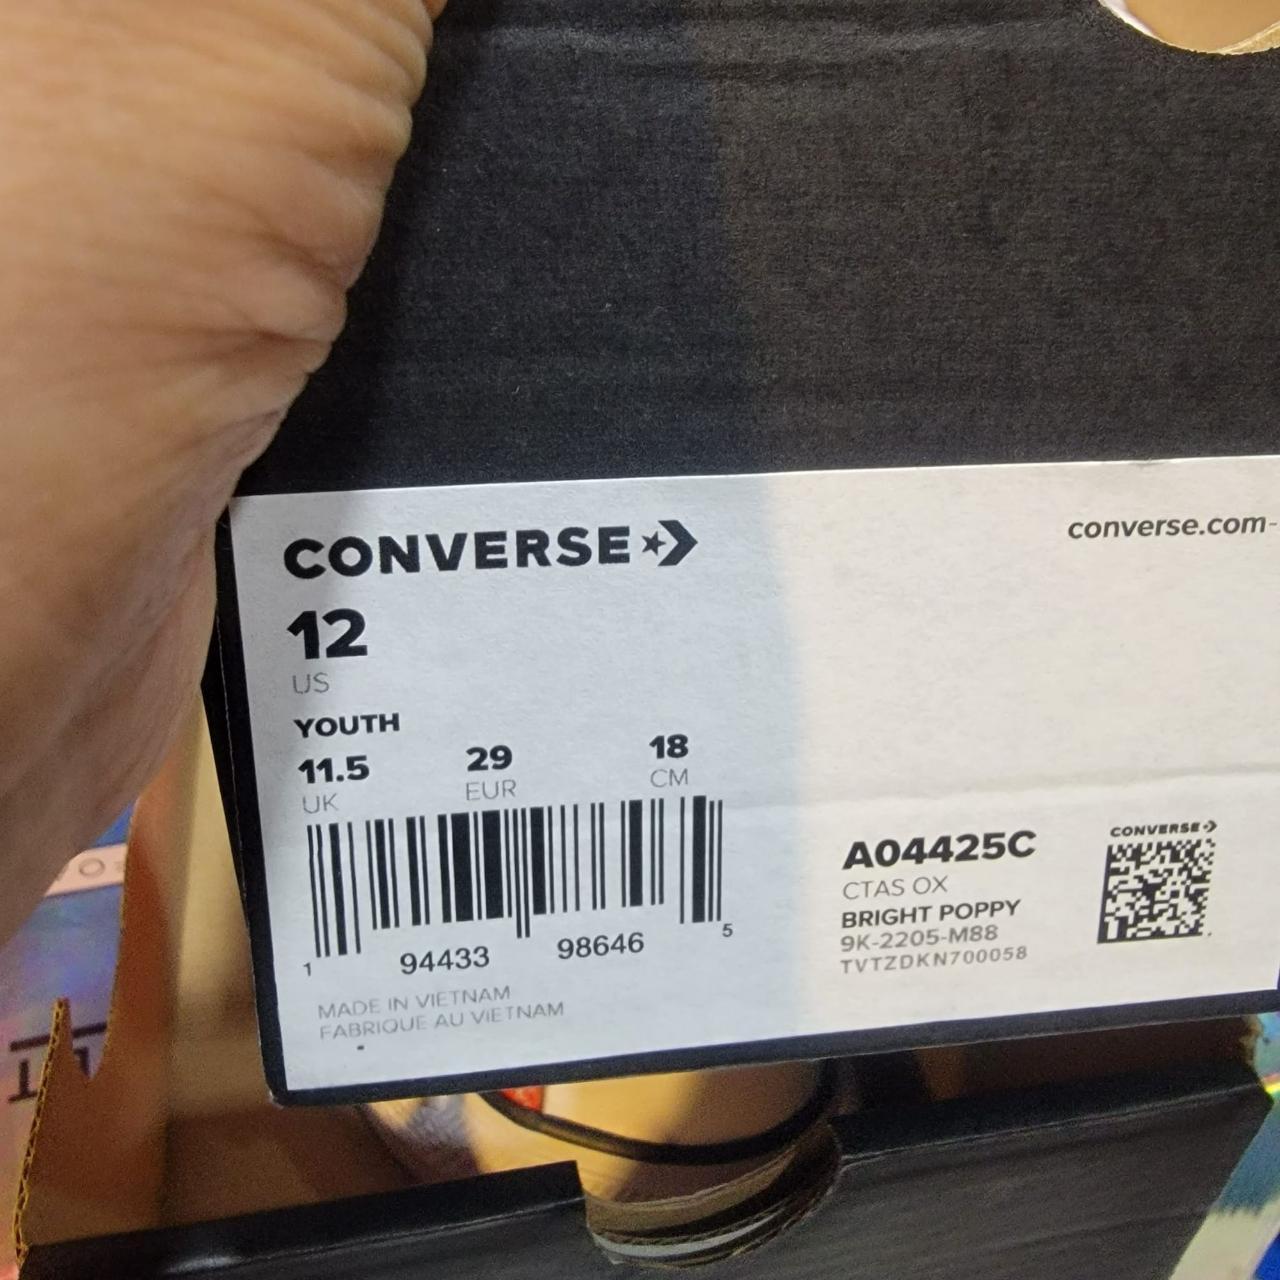 CONVERSE
converse.com-
12
US
YOUTH
11.5 29 18
UK EUR CM
1 94433 98646 5
MADE IN VIETNAM
FABRIQUE AU VIETNAM
A04425C
CTAS OX
BRIGHT POPPY
9K-2205-M88
TVTZDKN700058
CONVERSE